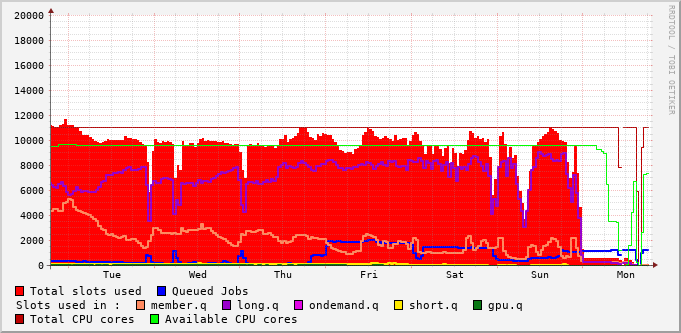 RRDTOOL / TOBI OETIKER
20000
18000
16000
14000
12000
10000
8000
6000
4000
2000
0
Tue Wed Thu Fri Sat Sun Mon
Total slots used Queued Jobs
Slots used in : member.q long.q ondemand.q short.q gpu.q
Total CPU cores Available CPU cores